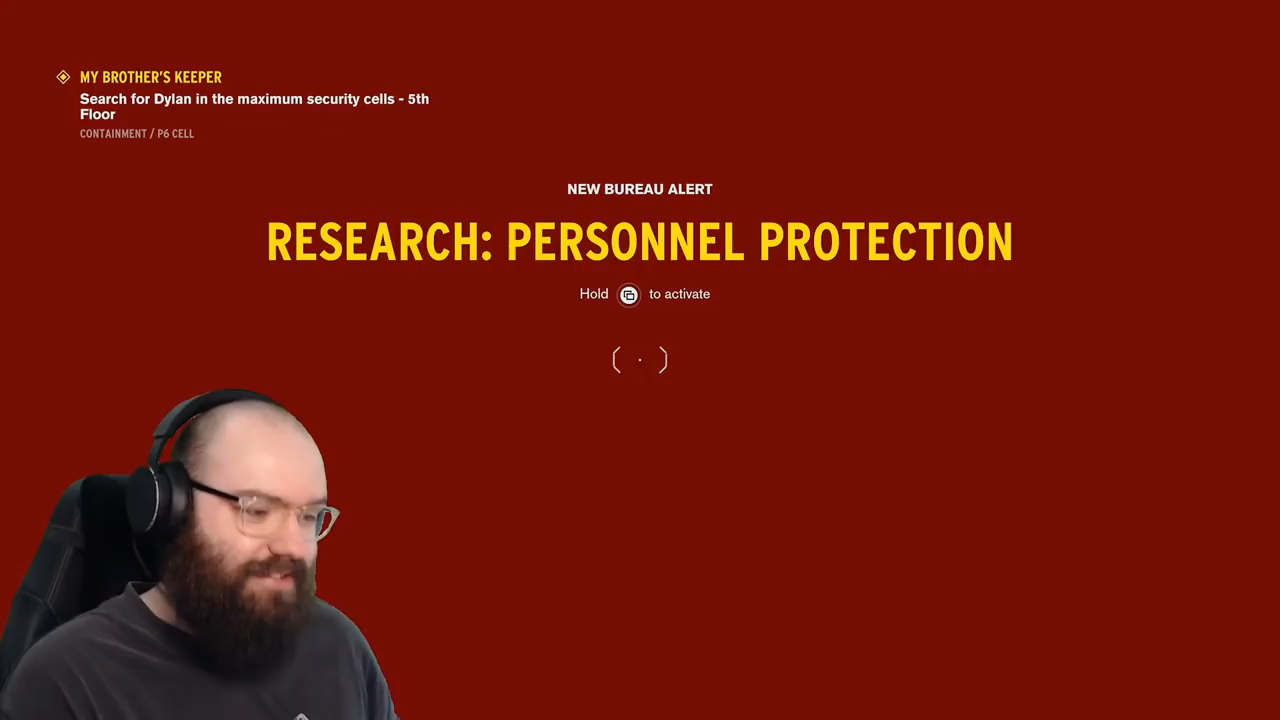 MY BROTHER'S KEEPER
Search for Dylan in the maximum security cells - 5th
Floor
CONTAINMENT / P6 CELL
NEW BUREAU ALERT
RESEARCH: PERSONNEL PROTECTION
Hold to activate